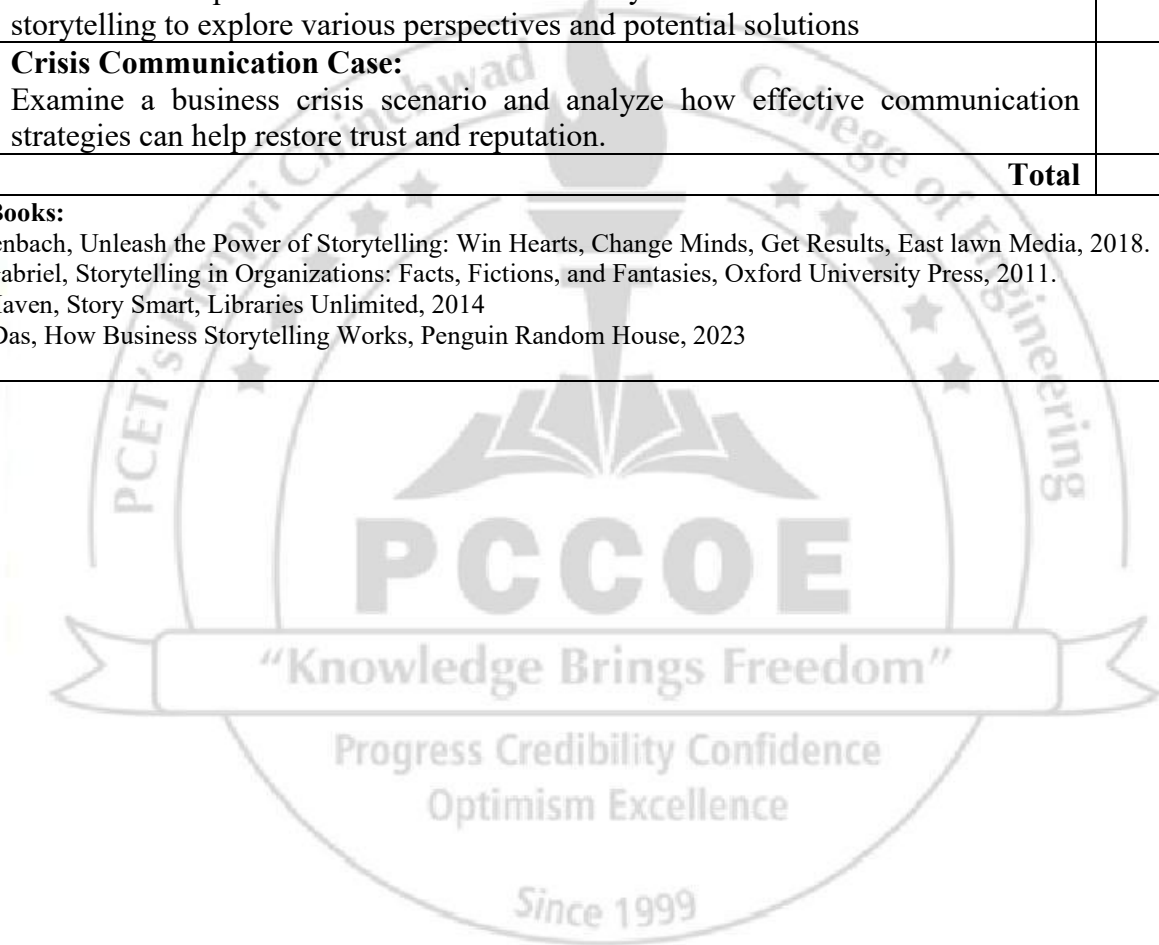 storytelling to explore various perspectives and potential solutions
Crisis Communication Case:
Examine a business crisis scenario and analyze how effective communication
strategies can help restore trust and reputation.
Total
Books:
enbach, Unleash the Power of Storytelling: Win Hearts, Change Minds, Get Results, East lawn Media, 2018.
abriel, Storytelling in Organizations: Facts, Fictions, and Fantasies, Oxford University Press, 2011.
Haven, Story Smart, Libraries Unlimited, 2014
Das, How Business Storytelling Works, Penguin Random House, 2023
PCET's Pimpri Chinchwad College of Engineering
PCCOE
"Knowledge Brings Freedom"
Progress Credibility Confidence
Optimism Excellence
Since 1999